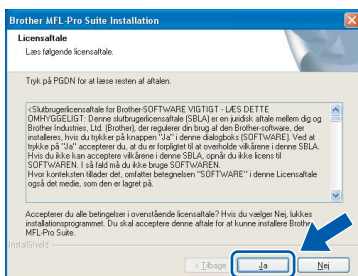 Brother MFL-Pro Suite Installation
Licensaftale
Læs følgende licensaftale.
Tryk på PGDN for at læse resten af aftalen.
<Slutbrugerlicensaftale for Brother-SOFTWARE VIGTIGT - LÆS DETTE
OMHYGGELIGT: Denne slutbrugerlicensaftale (SBLA) er en juridisk aftale mellem dig og
Brother Industries, Ltd. (Brother), der regulerer din brug af den Brother-software, der
installeres, hvis du trykker på knappen "Ja" i denne dialogboks (SOFTWARE). Ved at
trykke på "Ja" accepterer du, at du er forpligtet til at overholde vilkårene i denne SBLA.
Hvis du ikke kan acceptere vilkårene i denne SBLA, opnår du ikke licens til
SOFTWAREN. I så fald må du ikke bruge SOFTWAREN.
Hvor konteksten tillader det, omfatter betegnelsen "SOFTWARE" i denne Licensaftale
også det medie, som den er lagret på.
Accepterer du alle betingelser i ovenstående licensaftale? Hvis du vælger Nej, lukkes
installationsprogrammet. Du skal acceptere denne aftale for at kunne installere Brother
MFL-Pro Suite.
InstallShield
< Tilbage Ja Nej